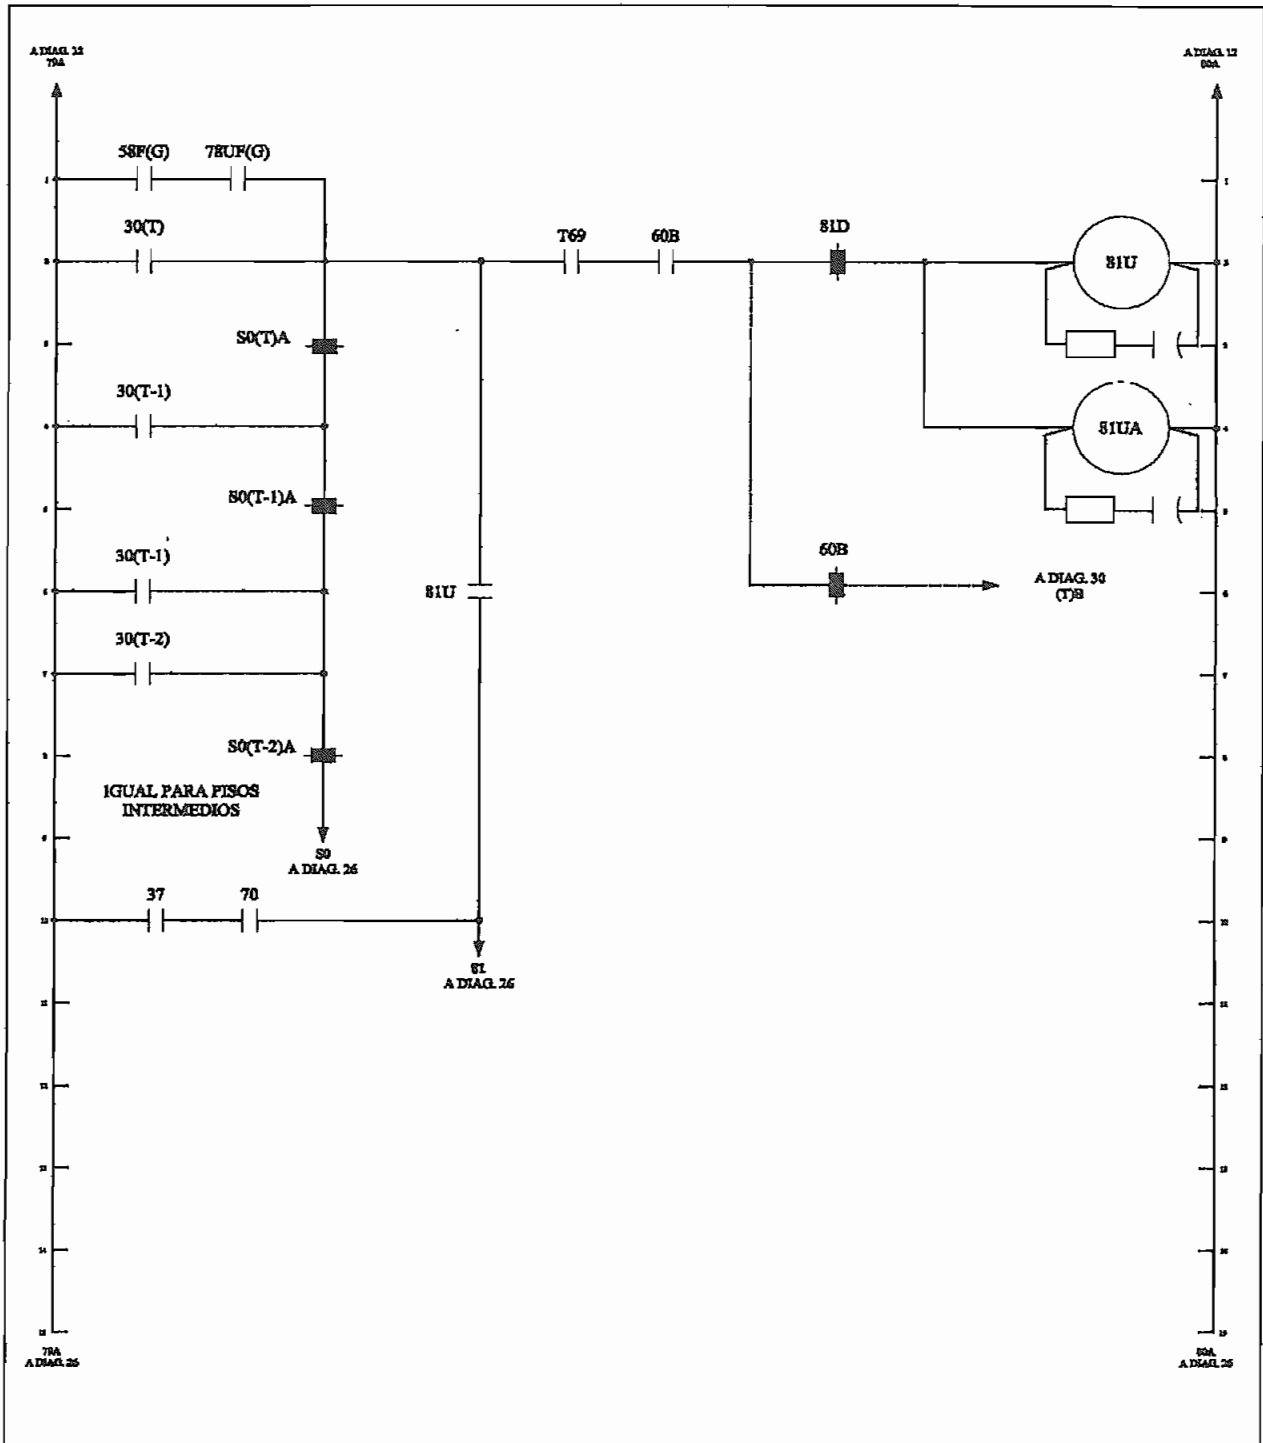 A DIAG. 12
80A
79A
58F(G)
78UF(G)
30(T)
T69
60B
81D
81U
S0(T)A
30(T-1)
81UA
S0(T-1)A
30(T-1)
60B
81U
A DIAG. 30
(T)B
30(T-2)
S0(T-2)A
IGUAL PARA PISOS
INTERMEDIOS
S0
A DIAG. 26
37
70
81
A DIAG. 26
79A
A DIAG. 26
80A
A DIAG. 26